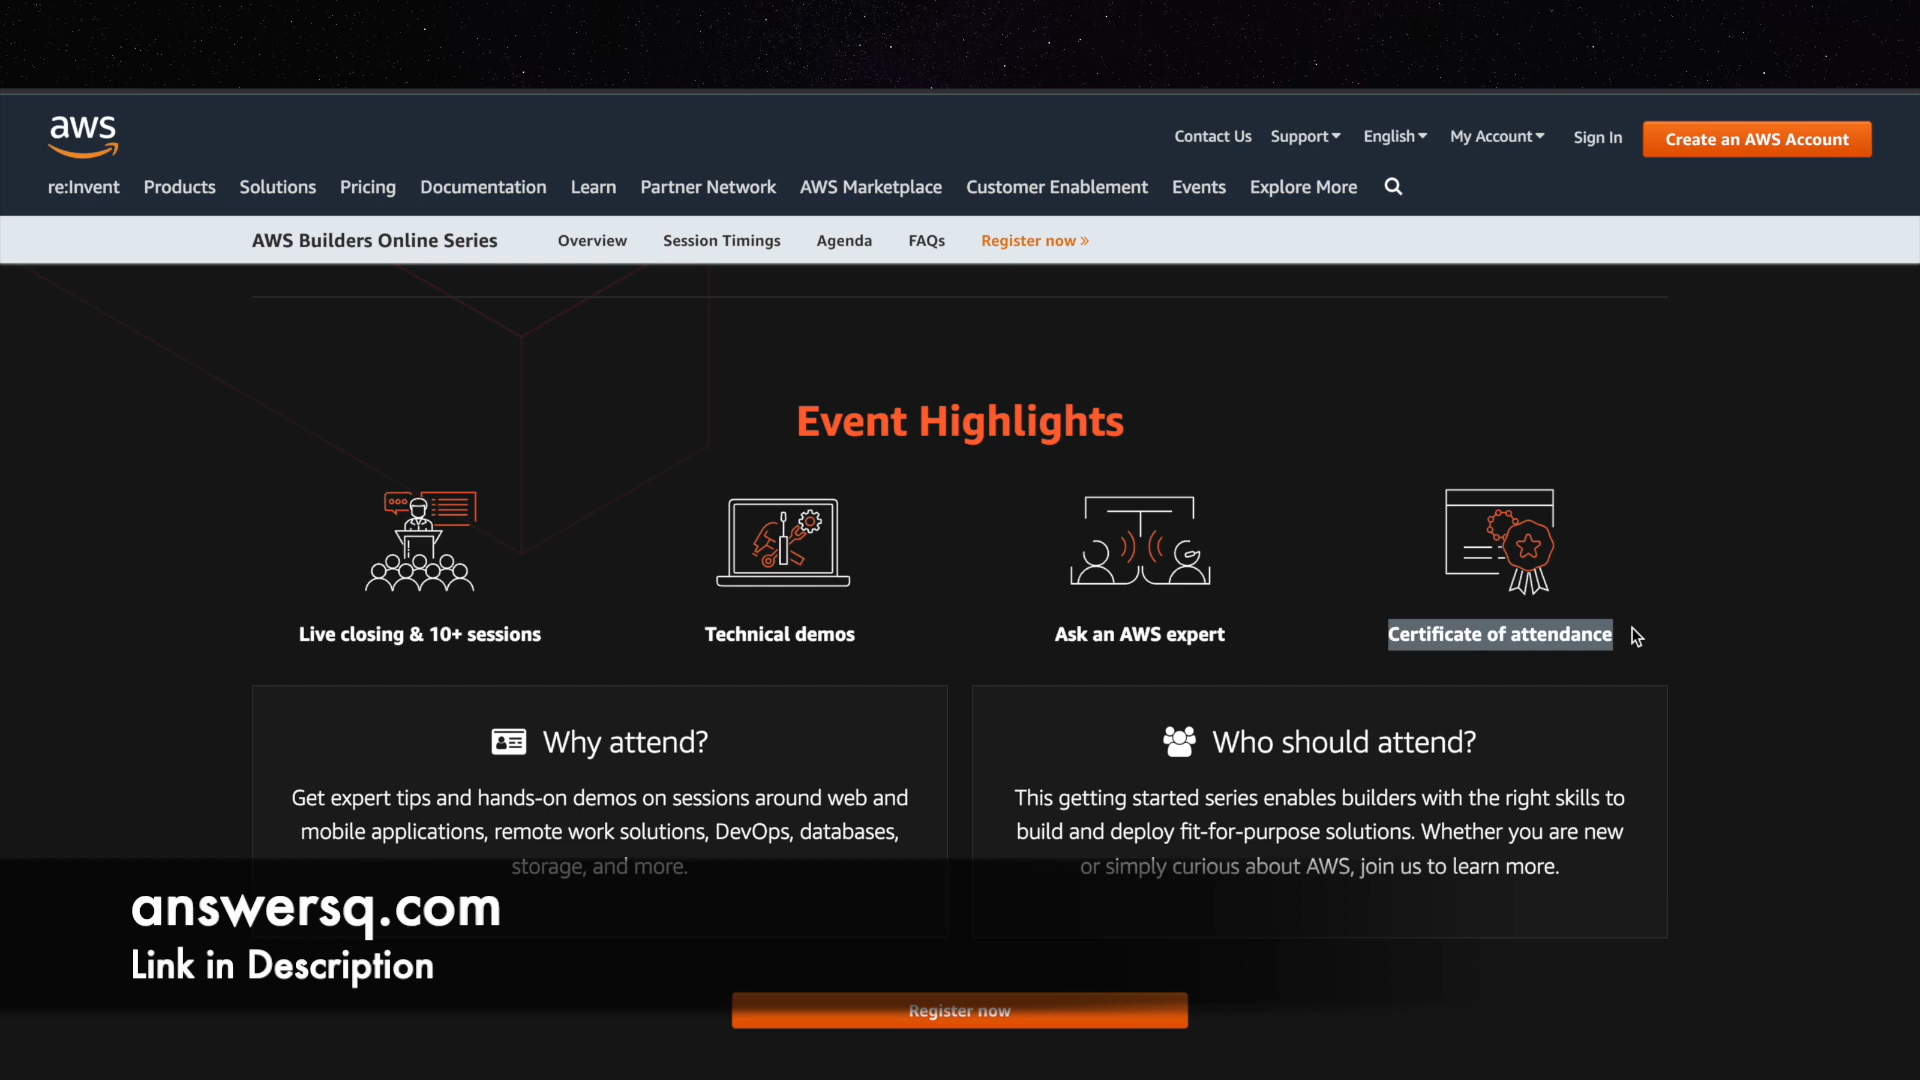 aws
Contact Us
Support
English
My Account
Sign In
Create an AWS Account
re:Invent
Products
Solutions
Pricing
Documentation
Learn
Partner Network
AWS Marketplace
Customer Enablement
Events
Explore More
AWS Builders Online Series
Overview
Session Timings
Agenda
FAQs
Register now »
Event Highlights
Live closing & 10+ sessions
Technical demos
Ask an AWS expert
Certificate of attendance
Why attend?
Get expert tips and hands-on demos on sessions around web and
mobile applications, remote work solutions, DevOps, databases,
storage, and more.
Who should attend?
This getting started series enables builders with the right skills to
build and deploy fit-for-purpose solutions. Whether you are new
or simply curious about AWS, join us to learn more.
answersq.com
Link in Description
Register now